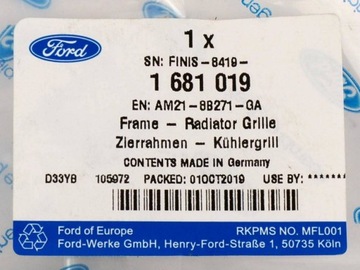 Ford
1 x
SN: FINIS-8419-
1 681 019
EN: AM21-8B271-GA
Frame - Radiator Grille
Zierrahmen - Kühlergrill
CONTENTS MADE IN Germany
D33YB 105972 PACKED: 01OCT2019 USE BY: *******
Ford of Europe RKPMS NO. MFL001
Ford-Werke GmbH, Henry-Ford-Straße 1, 50735 Köln